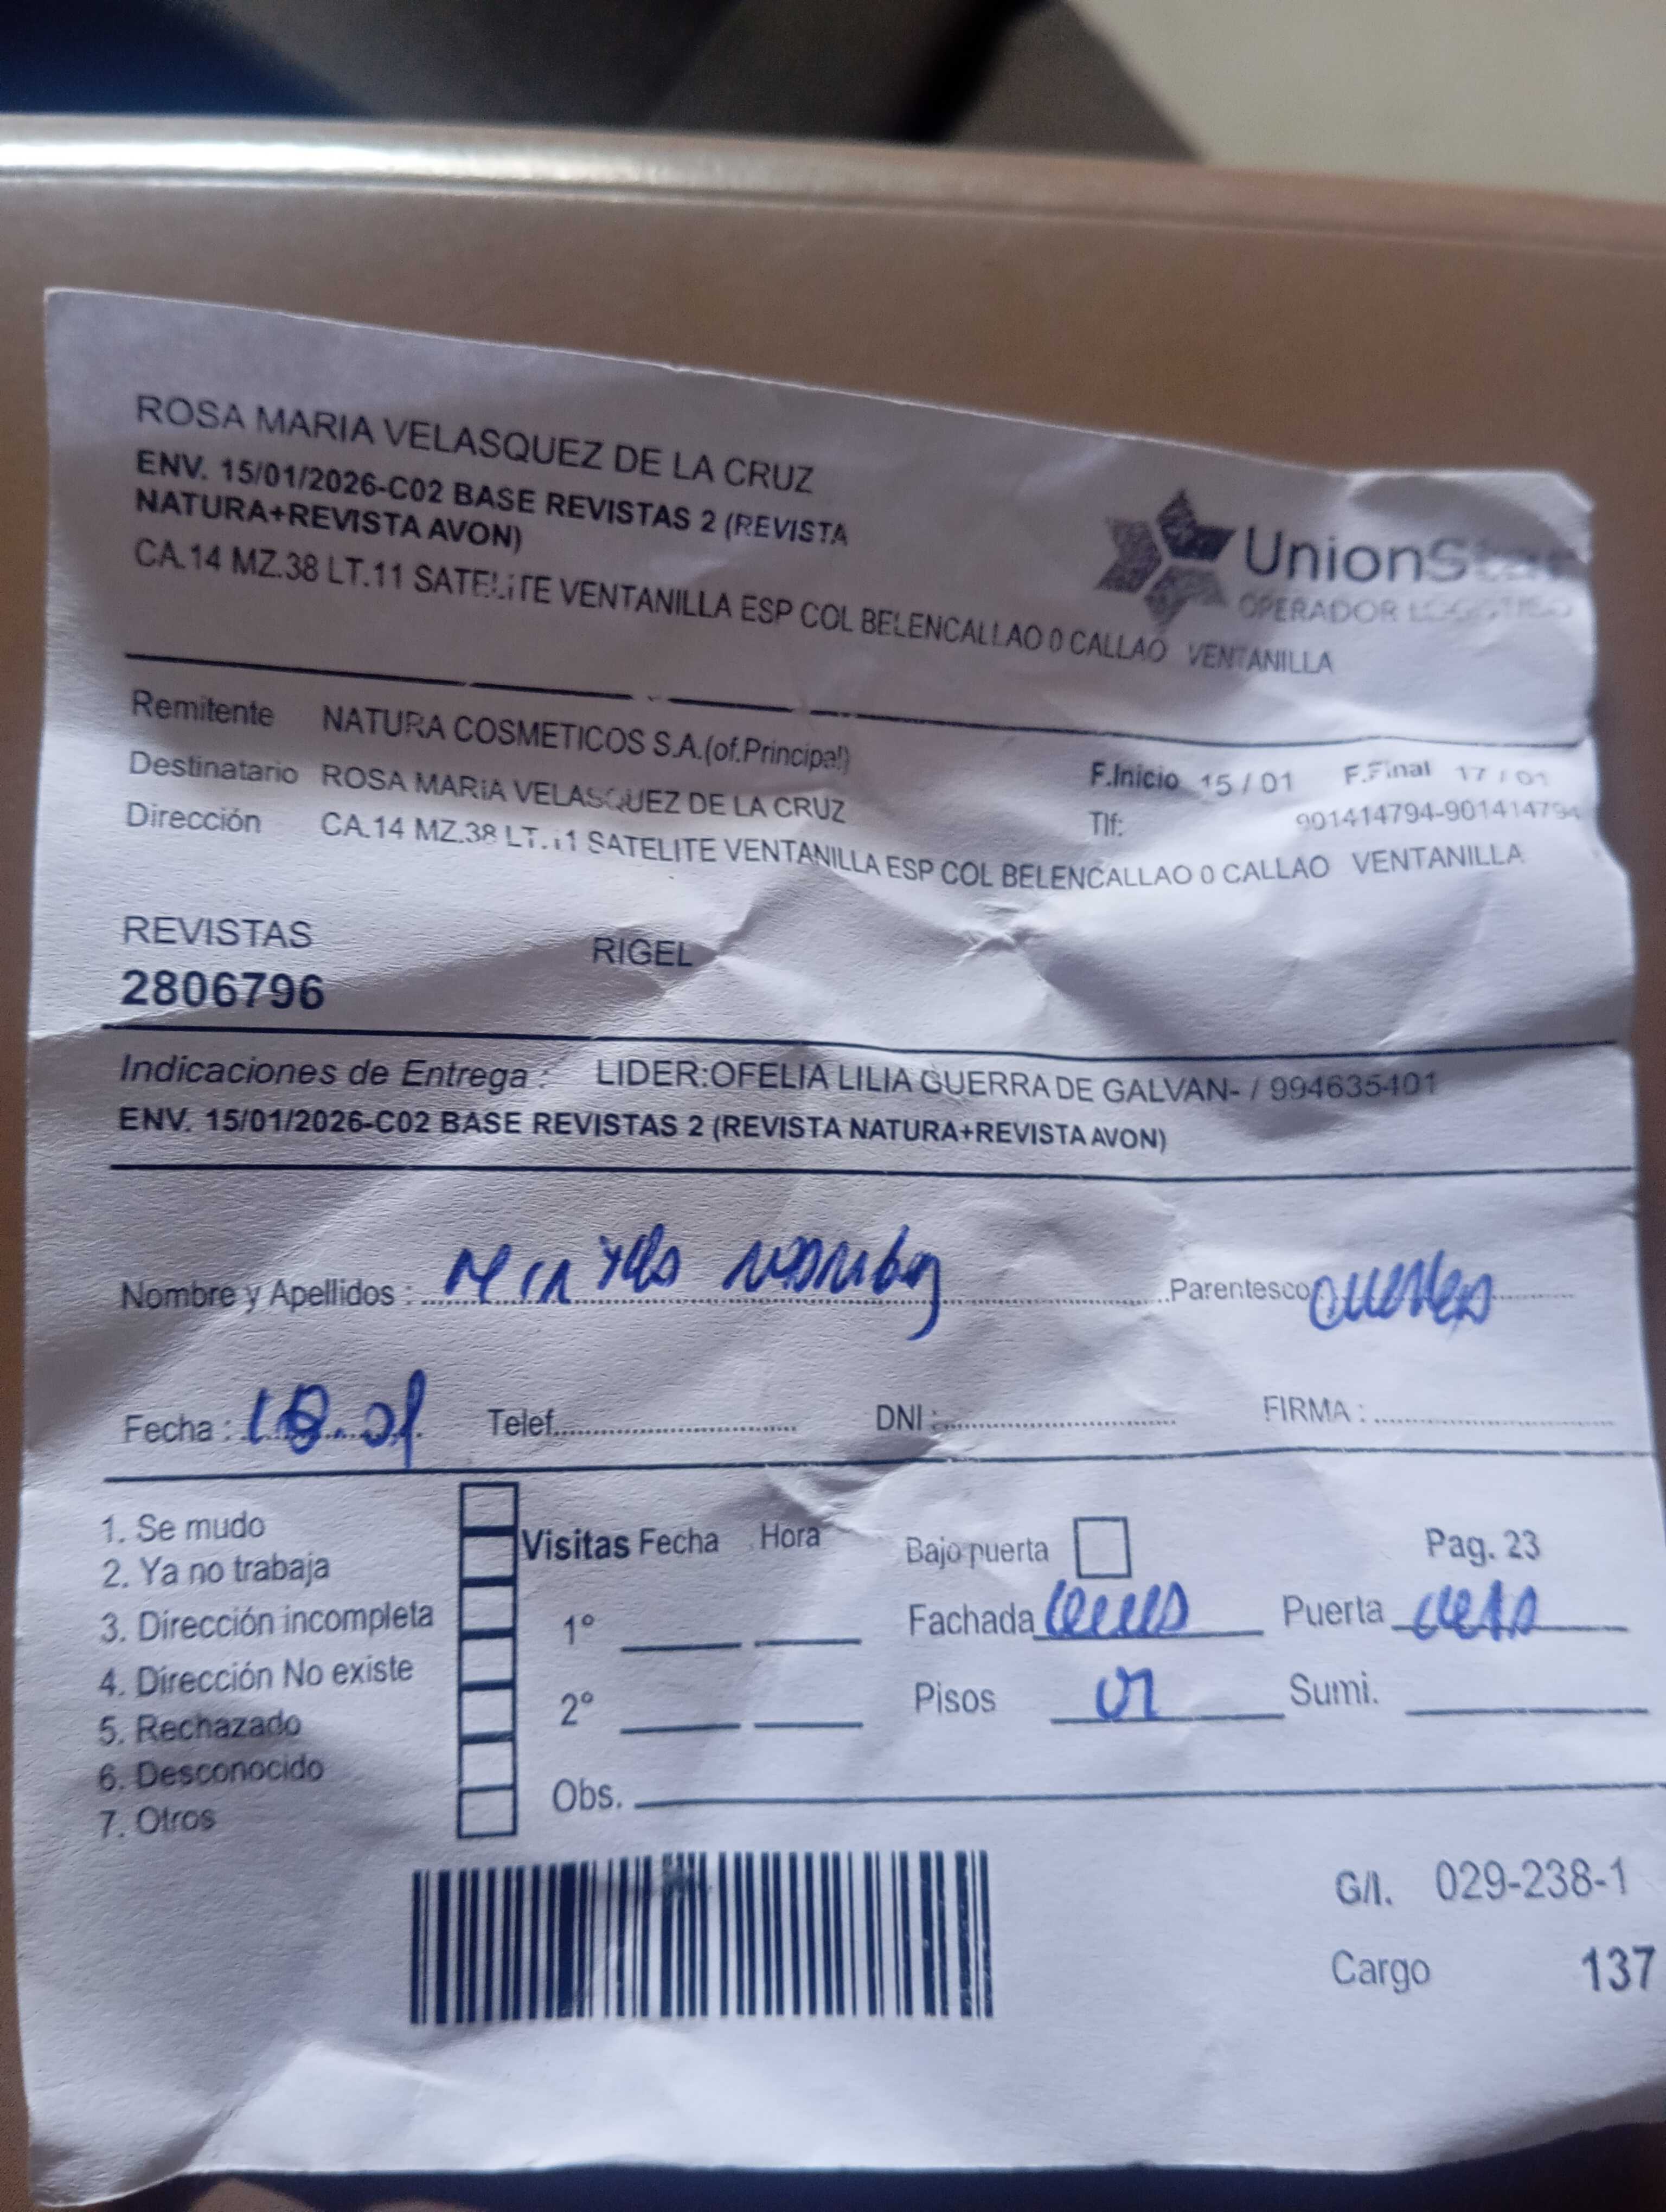 ROSA MARIA VELASQUEZ DE LA CRUZ
ENV. 15/01/2026-C02 BASE REVISTAS 2 (REVISTA
NATURA+REVISTA AVON)
CA.14 MZ.38 LT.11 SATELITE VENTANILLA ESP COL BELENCALLAO 0 CALLAO VENTANILLA
UnionStar
OPERADOR LOGISTICO
Remitente NATURA COSMETICOS S.A.(of.Principal)
Destinatario ROSA MARIA VELASQUEZ DE LA CRUZ
F.Inicio 15 / 01 F.Final 17 / 01
Tlf: 901414794-901414794
Dirección CA.14 MZ.38 LT.11 SATELITE VENTANILLA ESP COL BELENCALLAO 0 CALLAO VENTANILLA
REVISTAS RIGEL
2806796
Indicaciones de Entrega : LIDER:OFELIA LILIA GUERRA DE GALVAN- / 994635401
ENV. 15/01/2026-C02 BASE REVISTAS 2 (REVISTA NATURA+REVISTA AVON)
Nombre y Apellidos : Parentesco
Fecha : 18.01 Telef. DNI : FIRMA :
1. Se mudo
2. Ya no trabaja
3. Dirección incompleta
4. Dirección No existe
5. Rechazado
6. Desconocido
7. Otros
Visitas Fecha Hora
1°
2°
Obs.
Bajo puerta Pag. 23
Fachada Puerta
Pisos 01 Sumi.
G/I. 029-238-1
Cargo 137